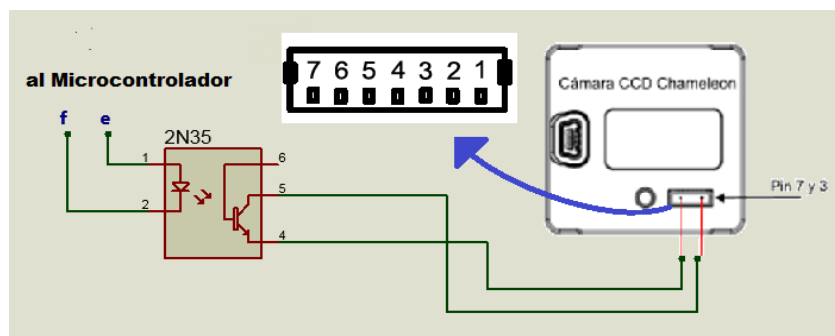 al Microcontrolador
f e
2N35
1
2
6
5
4
7 6 5 4 3 2 1
Cámara CCD Chameleon
Pin 7 y 3